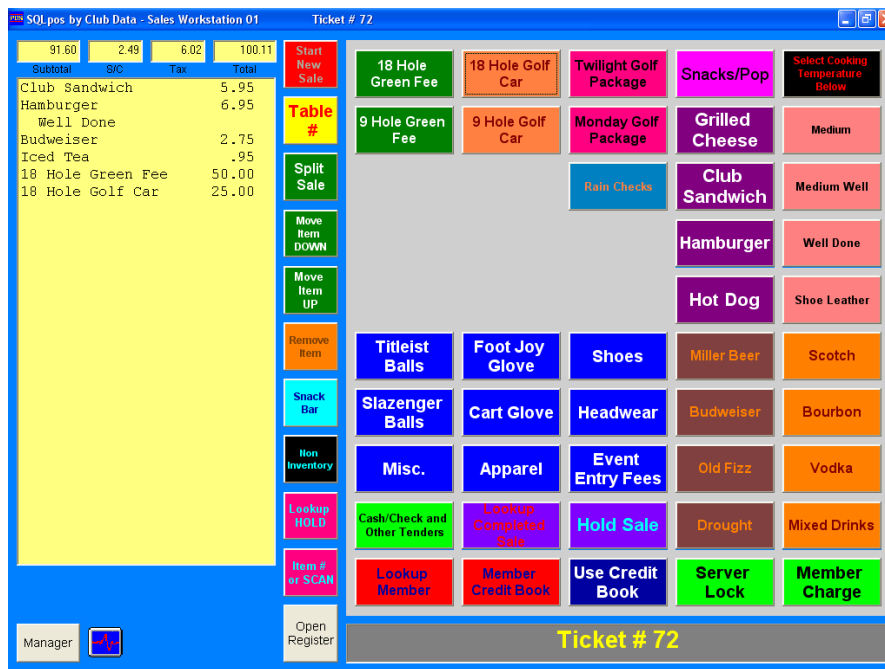 SQLpos by Club Data - Sales Workstation 01 Ticket # 72
91.60 2.49 6.02 100.11
Subtotal S/C Tax Total
Club Sandwich 5.95
Hamburger 6.95
Well Done
Budweiser 2.75
Iced Tea .95
18 Hole Green Fee 50.00
18 Hole Golf Car 25.00
Start
New
Sale
Table
#
Split
Sale
Move
Item
DOWN
Move
Item
UP
Remove
Item
Snack
Bar
Non
Inventory
Lookup
HOLD
Item #
or SCAN
Open
Register
Manager
18 Hole
Green Fee
18 Hole Golf
Car
Twilight Golf
Package
Snacks/Pop
Select Cooking
Temperature
Below
9 Hole Green
Fee
9 Hole Golf
Car
Monday Golf
Package
Grilled
Cheese
Medium
Rain Checks
Club
Sandwich
Medium Well
Hamburger
Well Done
Hot Dog
Shoe Leather
Titleist
Balls
Foot Joy
Glove
Shoes
Miller Beer
Scotch
Slazenger
Balls
Cart Glove
Headwear
Budweiser
Bourbon
Misc.
Apparel
Event
Entry Fees
Old Fizz
Vodka
Cash/Check and
Other Tenders
Lookup
Completed
Sale
Hold Sale
Drought
Mixed Drinks
Lookup
Member
Member
Credit Book
Use Credit
Book
Server
Lock
Member
Charge
Ticket # 72